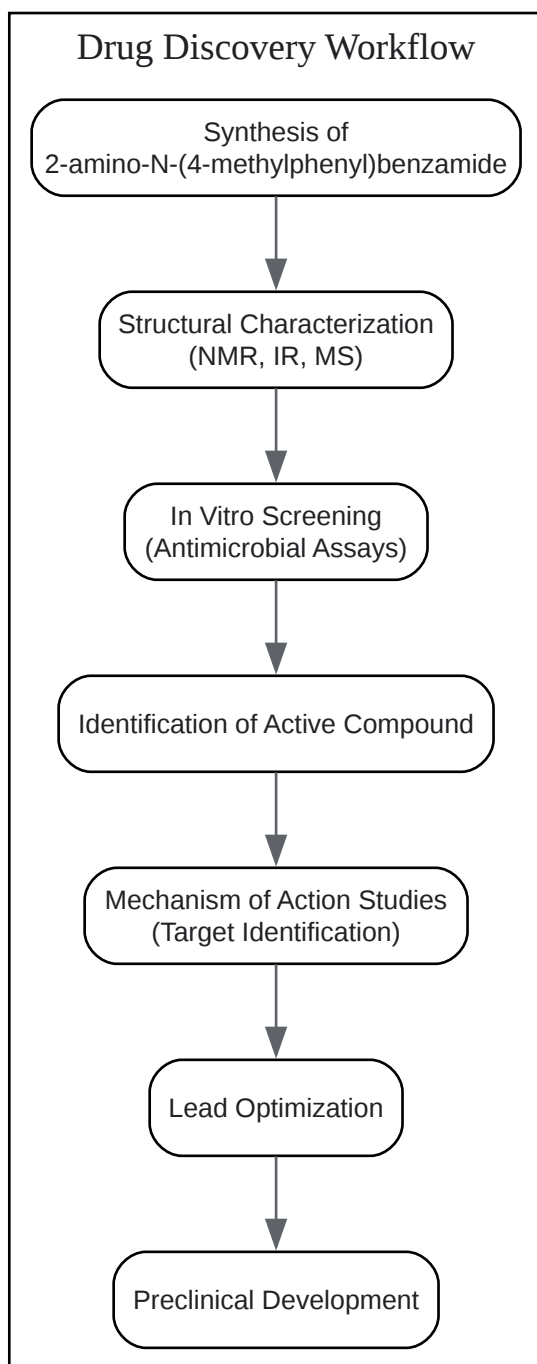 Drug Discovery Workflow
Synthesis of
2-amino-N-(4-methylphenyl)benzamide
Structural Characterization
(NMR, IR, MS)
In Vitro Screening
(Antimicrobial Assays)
Identification of Active Compound
Mechanism of Action Studies
(Target Identification)
Lead Optimization
Preclinical Development